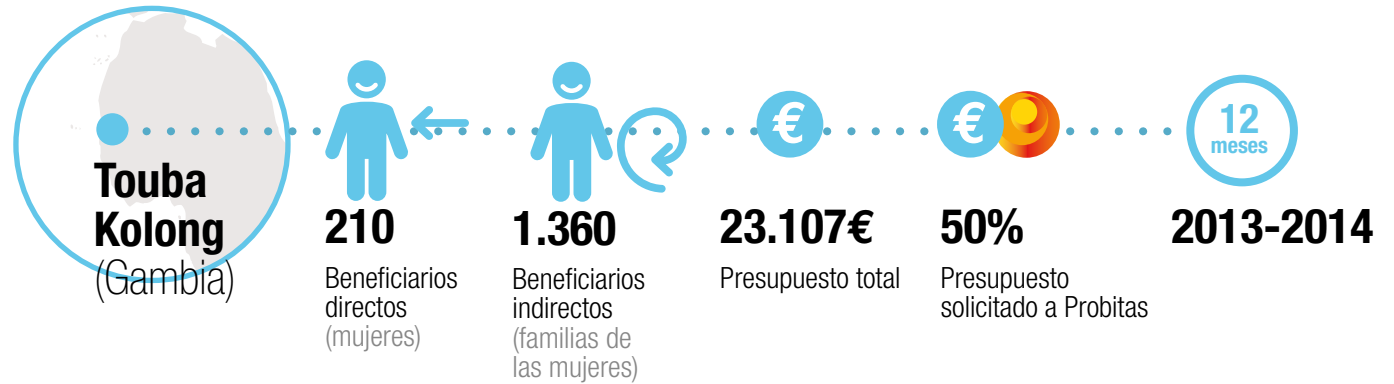 Touba
Kolong
(Gambia)
210
Beneficiarios
directos
(mujeres)
1.360
Beneficiarios
indirectos
(familias de
las mujeres)
€
23.107€
Presupuesto total
€
50%
Presupuesto
solicitado a Probitas
12
meses
2013-2014